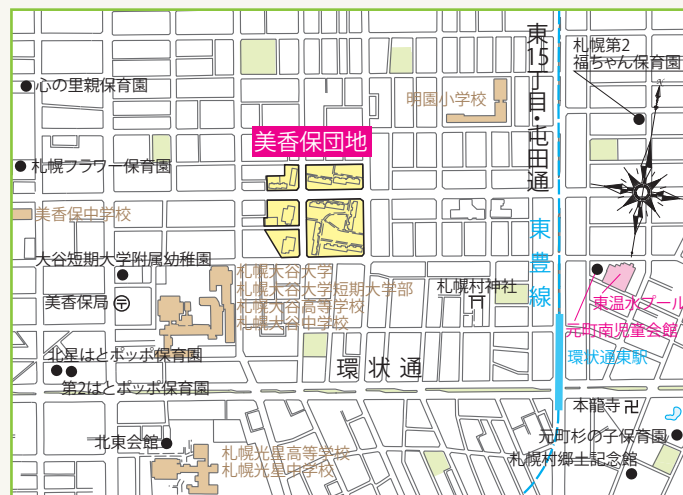 東15丁目・屯田通
札幌第2
福ちゃん保育園
心の里親保育園
明園小学校
美香保団地
札幌フラワー保育園
美香保中学校
東豊線
大谷短期大学附属幼稚園
札幌大谷大学
札幌大谷大学短期大学部
札幌大谷高等学校
札幌大谷中学校
札幌村神社
美香保局
東温水プール
元町南児童会館
環状通東駅
北星はとポッポ保育園
環状通
第2はとポッポ保育園
本龍寺
北東会館
元町杉の子保育園
札幌光星高等学校
札幌光星中学校
札幌村郷土記念館